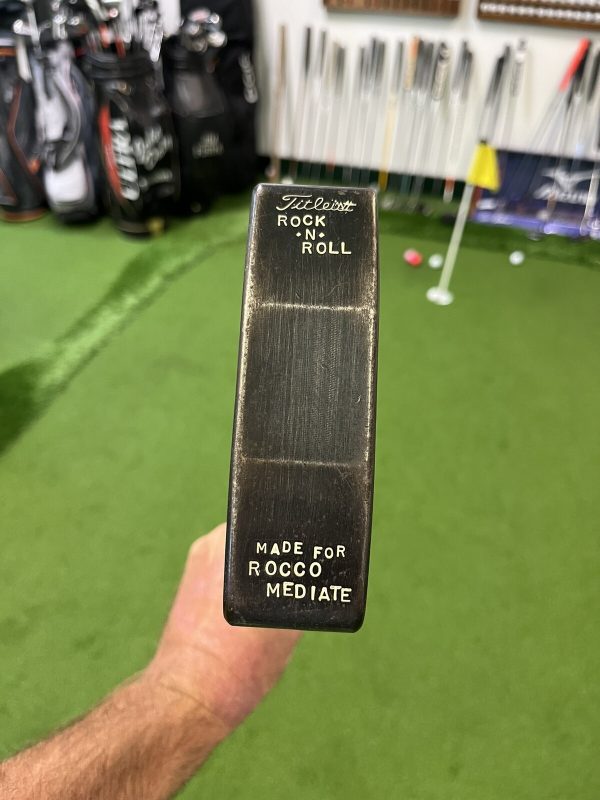 Titleist
ROCK
·N·
ROLL
MADE FOR
ROCCO
MEDIATE